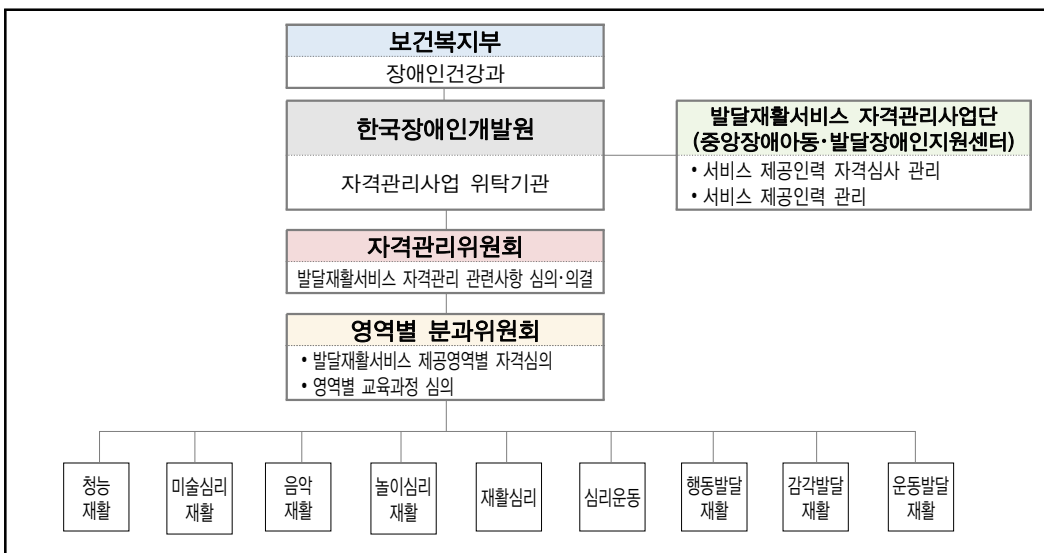 보건복지부
장애인건강과
한국장애인개발원
자격관리사업 위탁기관
발달재활서비스 자격관리사업단
(중앙장애아동·발달장애인지원센터)
• 서비스 제공인력 자격심사 관리
• 서비스 제공인력 관리
자격관리위원회
발달재활서비스 자격관리 관련사항 심의·의결
영역별 분과위원회
• 발달재활서비스 제공영역별 자격심의
• 영역별 교육과정 심의
청능
재활
미술심리
재활
음악
재활
놀이심리
재활
재활심리
심리운동
행동발달
재활
감각발달
재활
운동발달
재활